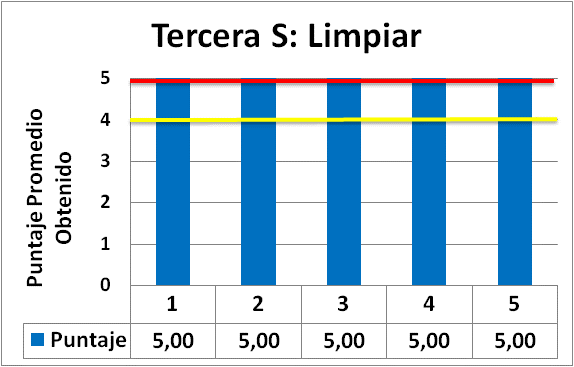 Tercera S: Limpiar
Puntaje Promedio
Obtenido
5
4
3
2
1
0
1 2 3 4 5
Puntaje 5,00 5,00 5,00 5,00 5,00